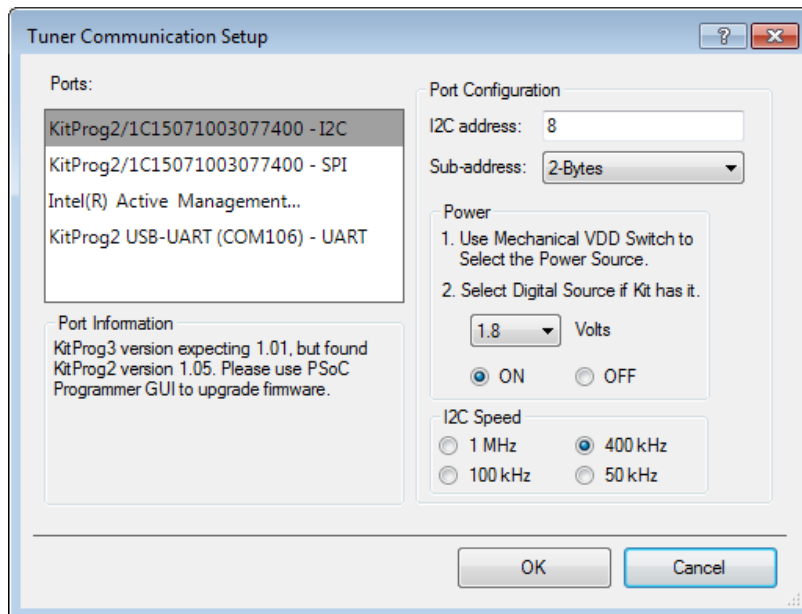 Tuner Communication Setup
Ports:
KitProg2/1C15071003077400 - I2C
KitProg2/1C15071003077400 - SPI
Intel(R) Active Management...
KitProg2 USB-UART (COM106) - UART
Port Information
KitProg3 version expecting 1.01, but found
KitProg2 version 1.05. Please use PSoC
Programmer GUI to upgrade firmware.
Port Configuration
I2C address: 8
Sub-address: 2-Bytes
Power
1. Use Mechanical VDD Switch to
Select the Power Source.
2. Select Digital Source if Kit has it.
1.8 Volts
ON OFF
I2C Speed
1 MHz 400 kHz
100 kHz 50 kHz
OK Cancel